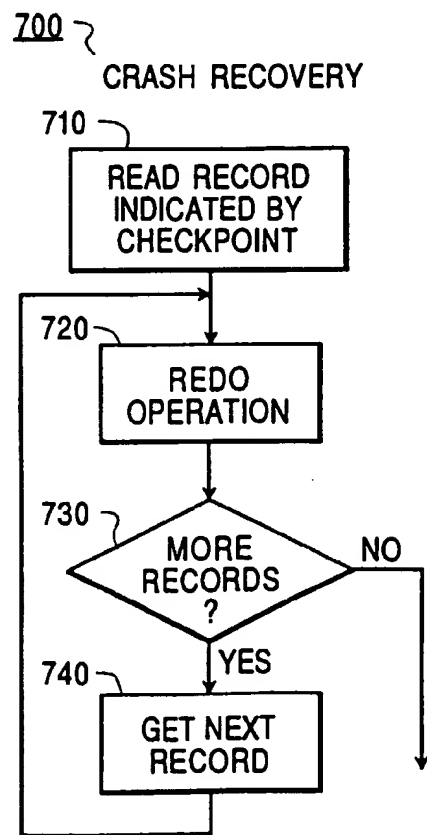 700
CRASH RECOVERY
710
READ RECORD
INDICATED BY
CHECKPOINT
720
REDO
OPERATION
730
MORE
RECORDS
?
NO
YES
740
GET NEXT
RECORD